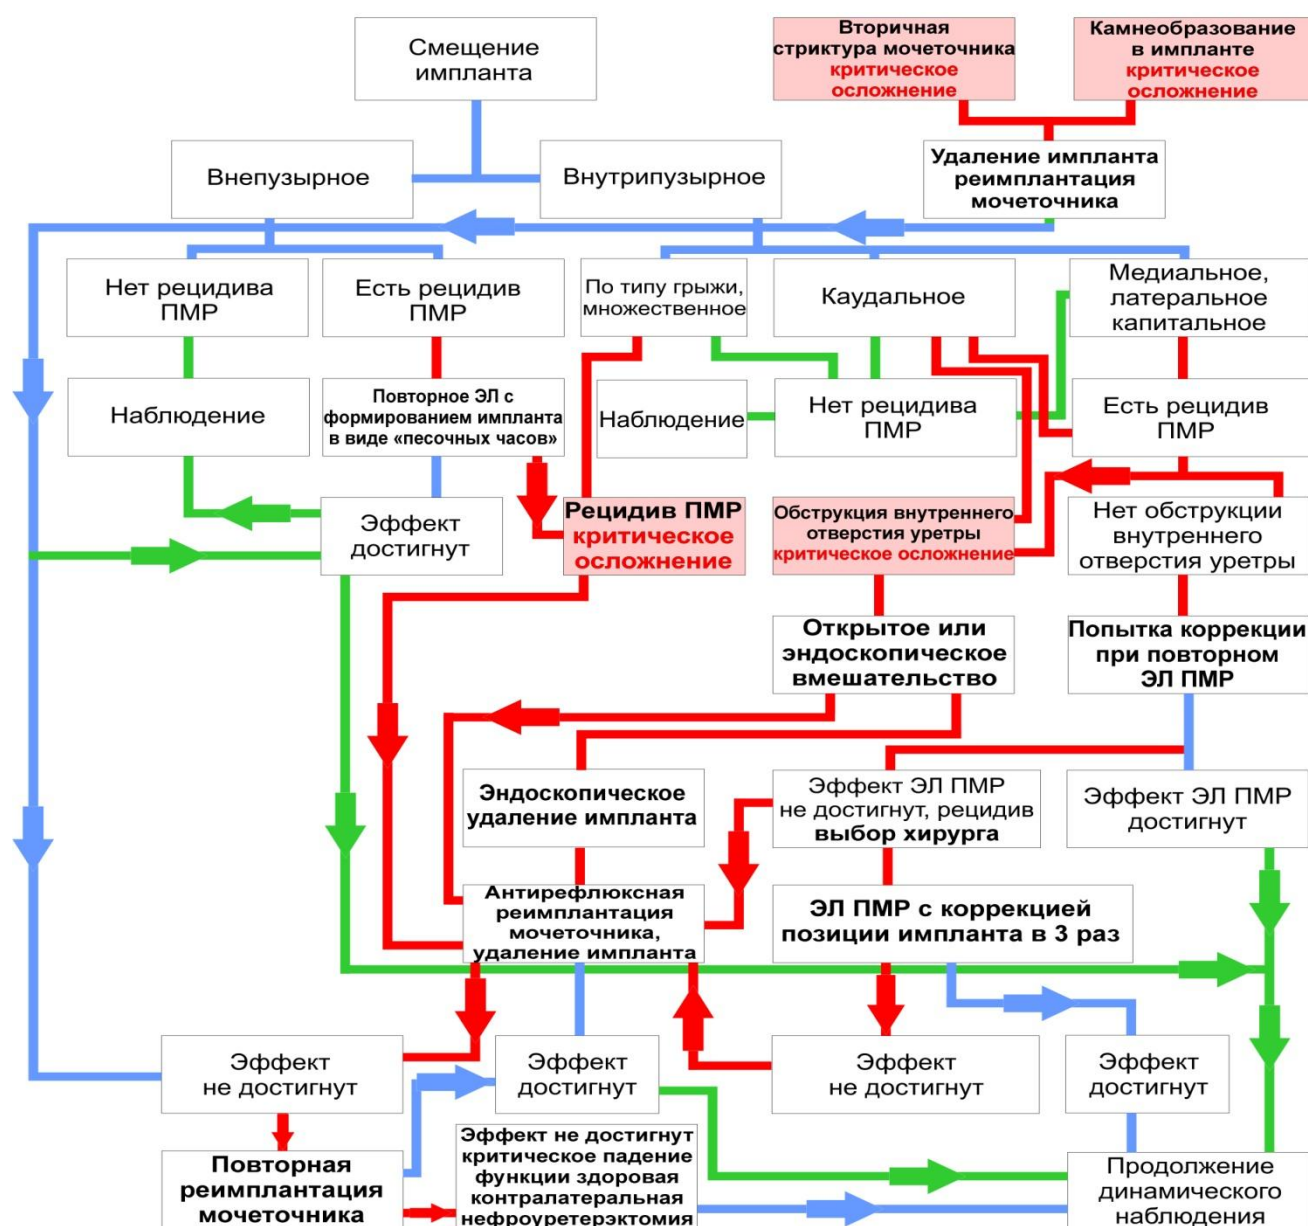 Смещение
импланта
Вторичная
стриктура мочеточника
критическое
осложнение
Камнеобразование
в импланте
критическое
осложнение
Внепузырное
Внутрипузырное
Удаление импланта
реимплантация
мочеточника
Нет рецидива
ПМР
Есть рецидив
ПМР
По типу грыжи,
множественное
Каудальное
Медиальное,
латеральное
капитальное
Наблюдение
Повторное ЭЛ с
формированием импланта
в виде «песочных часов»
Наблюдение
Нет рецидива
ПМР
Есть рецидив
ПМР
Эффект
достигнут
Рецидив ПМР
критическое
осложнение
Обструкция внутреннего
отверстия уретры
критическое осложнение
Нет обструкции
внутреннего
отверстия уретры
Открытое или
эндоскопическое
вмешательство
Попытка коррекции
при повторном
ЭЛ ПМР
Эндоскопическое
удаление импланта
Эффект ЭЛ ПМР
не достигнут, рецидив
выбор хирурга
Эффект ЭЛ ПМР
достигнут
Антирефлюксная
реимплантация
мочеточника,
удаление импланта
ЭЛ ПМР с коррекцией
позиции импланта в 3 раз
Эффект
не достигнут
Эффект
достигнут
Эффект
не достигнут
Эффект
достигнут
Повторная
реимплантация
мочеточника
Эффект не достигнут
критическое падение
функции здоровая
контралатеральная
нефроуретерэктомия
Продолжение
динамического
наблюдения